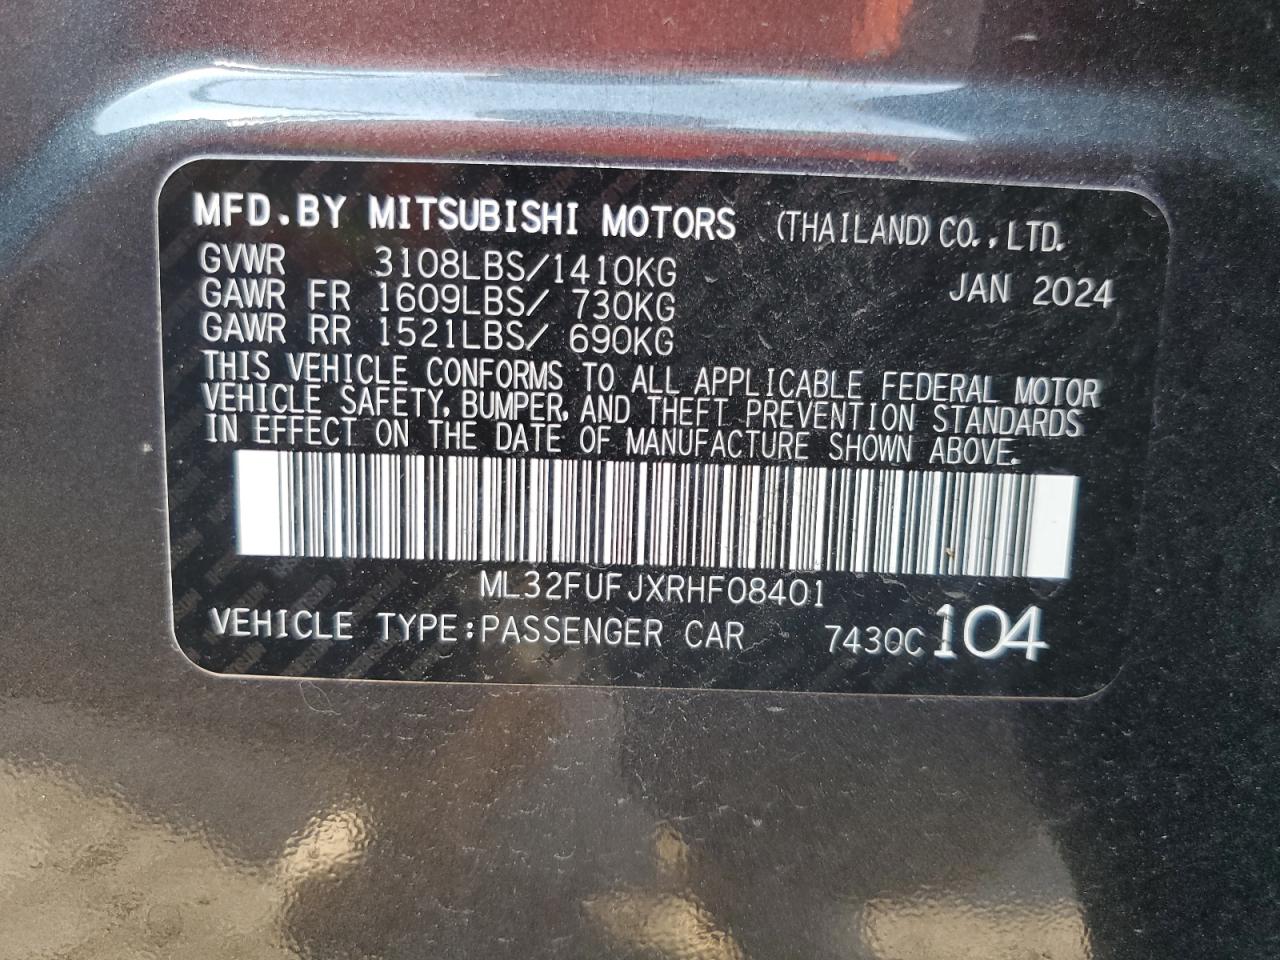 MFD.BY MITSUBISHI MOTORS (THAILAND) CO.,LTD.
GVWR 3108LBS/1410KG JAN 2024
GAWR FR 1609LBS/ 730KG
GAWR RR 1521LBS/ 690KG
THIS VEHICLE CONFORMS TO ALL APPLICABLE FEDERAL MOTOR
VEHICLE SAFETY, BUMPER, AND THEFT PREVENTION STANDARDS
IN EFFECT ON THE DATE OF MANUFACTURE SHOWN ABOVE.
ML32FUFJXRHF08401
VEHICLE TYPE:PASSENGER CAR 7430C 104